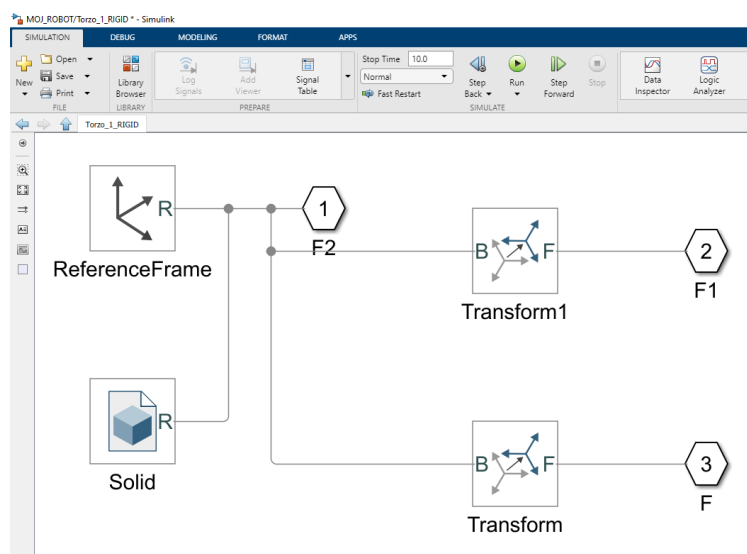 MOJ_ROBOT/Torzo_1_RIGID * - Simulink
SIMULATION DEBUG MODELING FORMAT APPS
New
Open
Save
Print
FILE
Library
Browser
LIBRARY
Log
Signals
Add
Viewer
Signal
Table
PREPARE
Stop Time 10.0
Normal
Fast Restart
Step
Back
Run
Step
Forward
Stop
SIMULATE
Data
Inspector
Logic
Analyzer
Torzo_1_RIGID
R
ReferenceFrame
1
F2
B F
Transform1
2
F1
R
Solid
B F
Transform
3
F